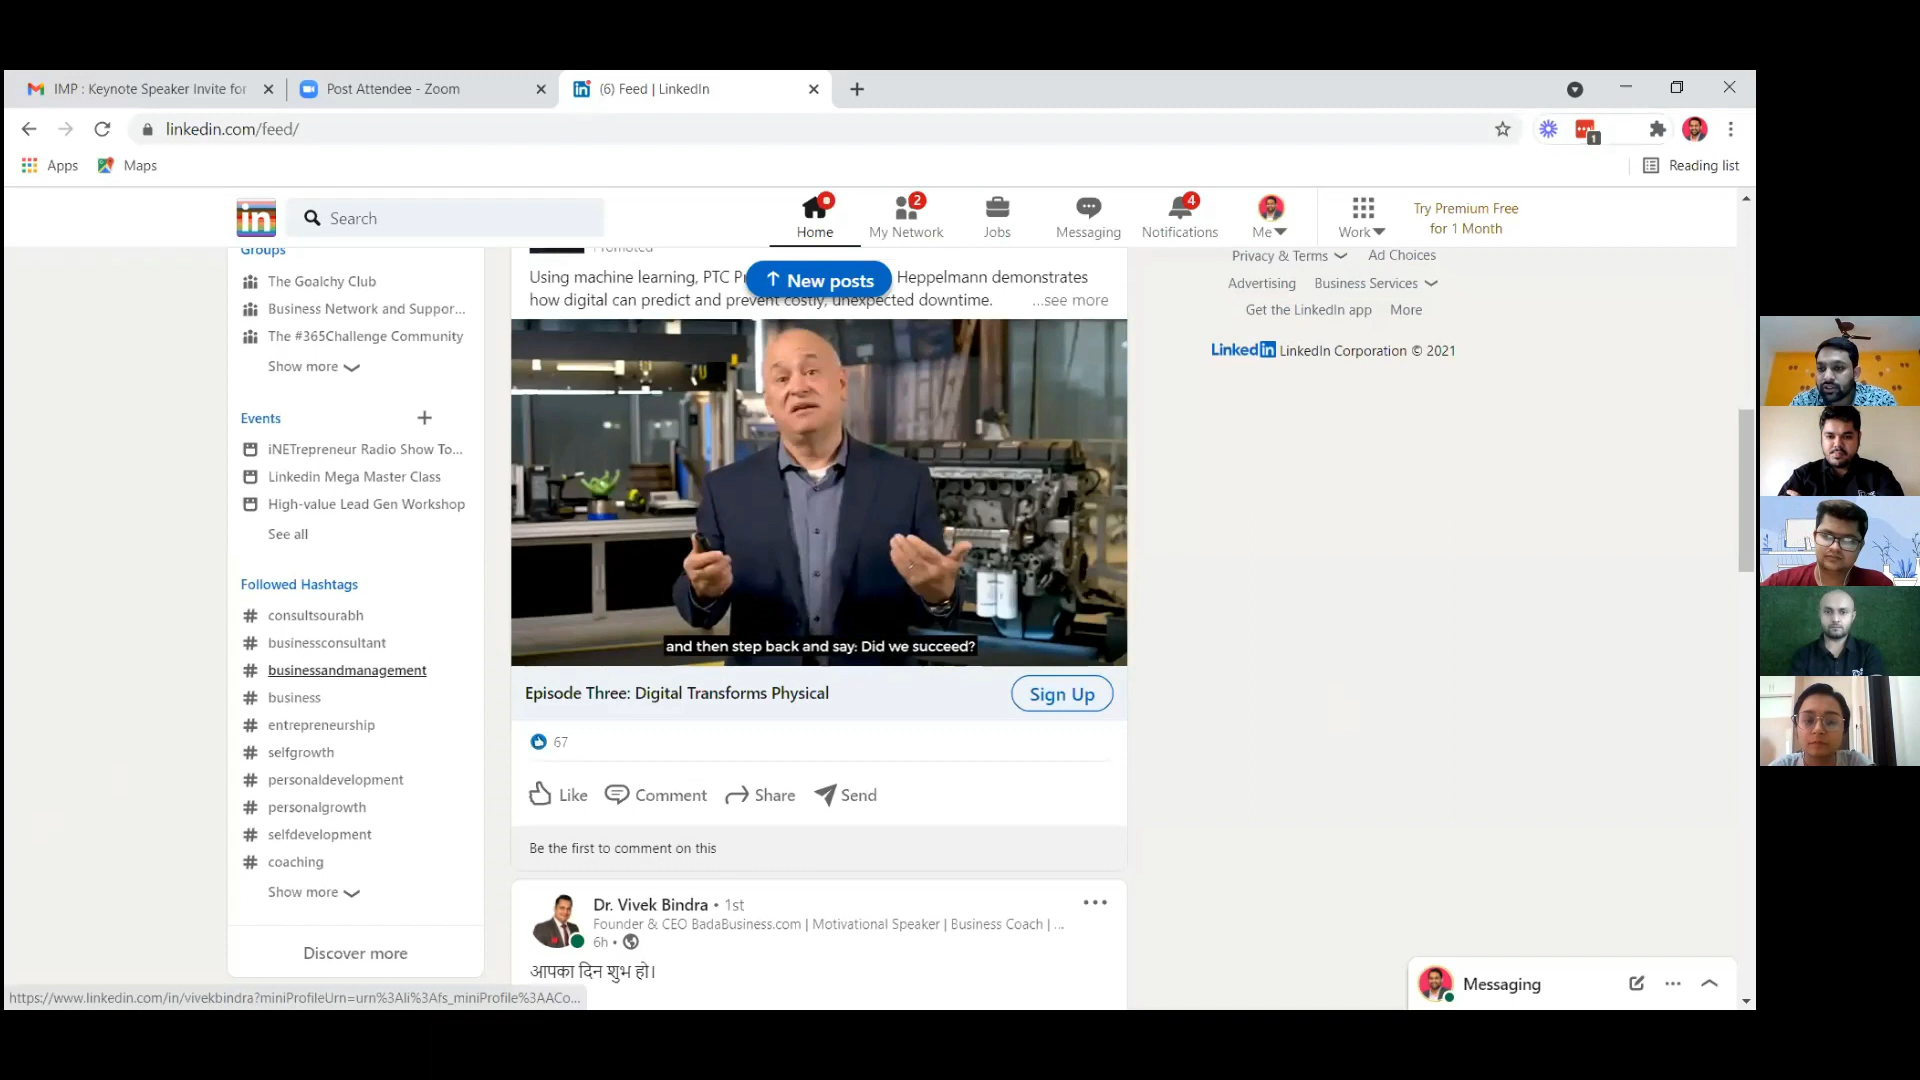 IMP : Keynote Speaker Invite for
Post Attendee - Zoom
(6) Feed | LinkedIn
linkedin.com/feed/
1
Apps
Maps
Reading list
in
Search
Home
2
My Network
Jobs
Messaging
4
Notifications
Me
Work
Try Premium Free
for 1 Month
Groups
The Goalchy Club
Business Network and Suppor...
The #365Challenge Community
Show more
Events
iNETrepreneur Radio Show To...
Linkedin Mega Master Class
High-value Lead Gen Workshop
See all
Followed Hashtags
# consultsourabh
# businessconsultant
# businessandmanagement
# business
# entrepreneurship
# selfgrowth
# personaldevelopment
# personalgrowth
# selfdevelopment
# coaching
Show more
Discover more
Promoted
Using machine learning, PTC Heppelmann demonstrates
how digital can predict and prevent costly, unexpected downtime. ...see more
New posts
and then step back and say: Did we succeed?
Episode Three: Digital Transforms Physical
Sign Up
67
Like
Comment
Share
Send
Be the first to comment on this
Dr. Vivek Bindra • 1st
Founder & CEO BadaBusiness.com | Motivational Speaker | Business Coach | ...
6h •
आपका दिन शुभ हो।
Privacy & Terms
Ad Choices
Advertising
Business Services
Get the LinkedIn app
More
LinkedIn LinkedIn Corporation © 2021
Messaging
https://www.linkedin.com/in/vivekbindra?miniProfileUrn=urn%3Ali%3Afs_miniProfile%3AACo...